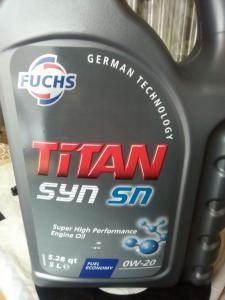 FUCHS
GERMAN TECHNOLOGY
TITAN
SYN SN
Super High Performance
Engine Oil
5.28 qt
5 L
FUEL
ECONOMY
0W-20